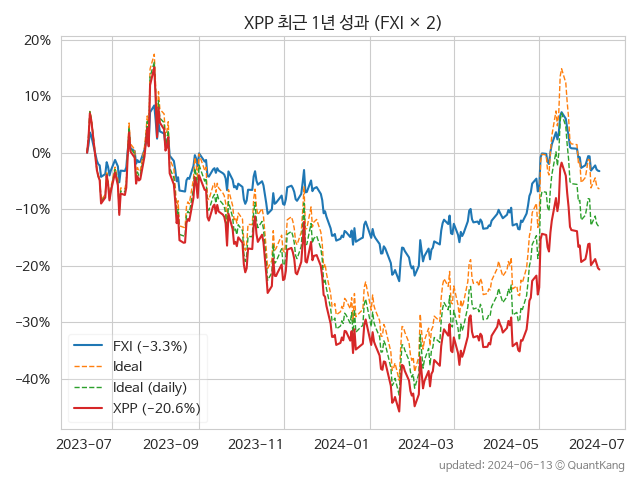 XPP 최근 1년 성과 (FXI × 2)
20%
10%
0%
−10%
−20%
−30%
−40%
FXI (−3.3%)
Ideal
Ideal (daily)
XPP (−20.6%)
2023-07 2023-09 2023-11 2024-01 2024-03 2024-05 2024-07
updated: 2024-06-13 ⓒ QuantKang